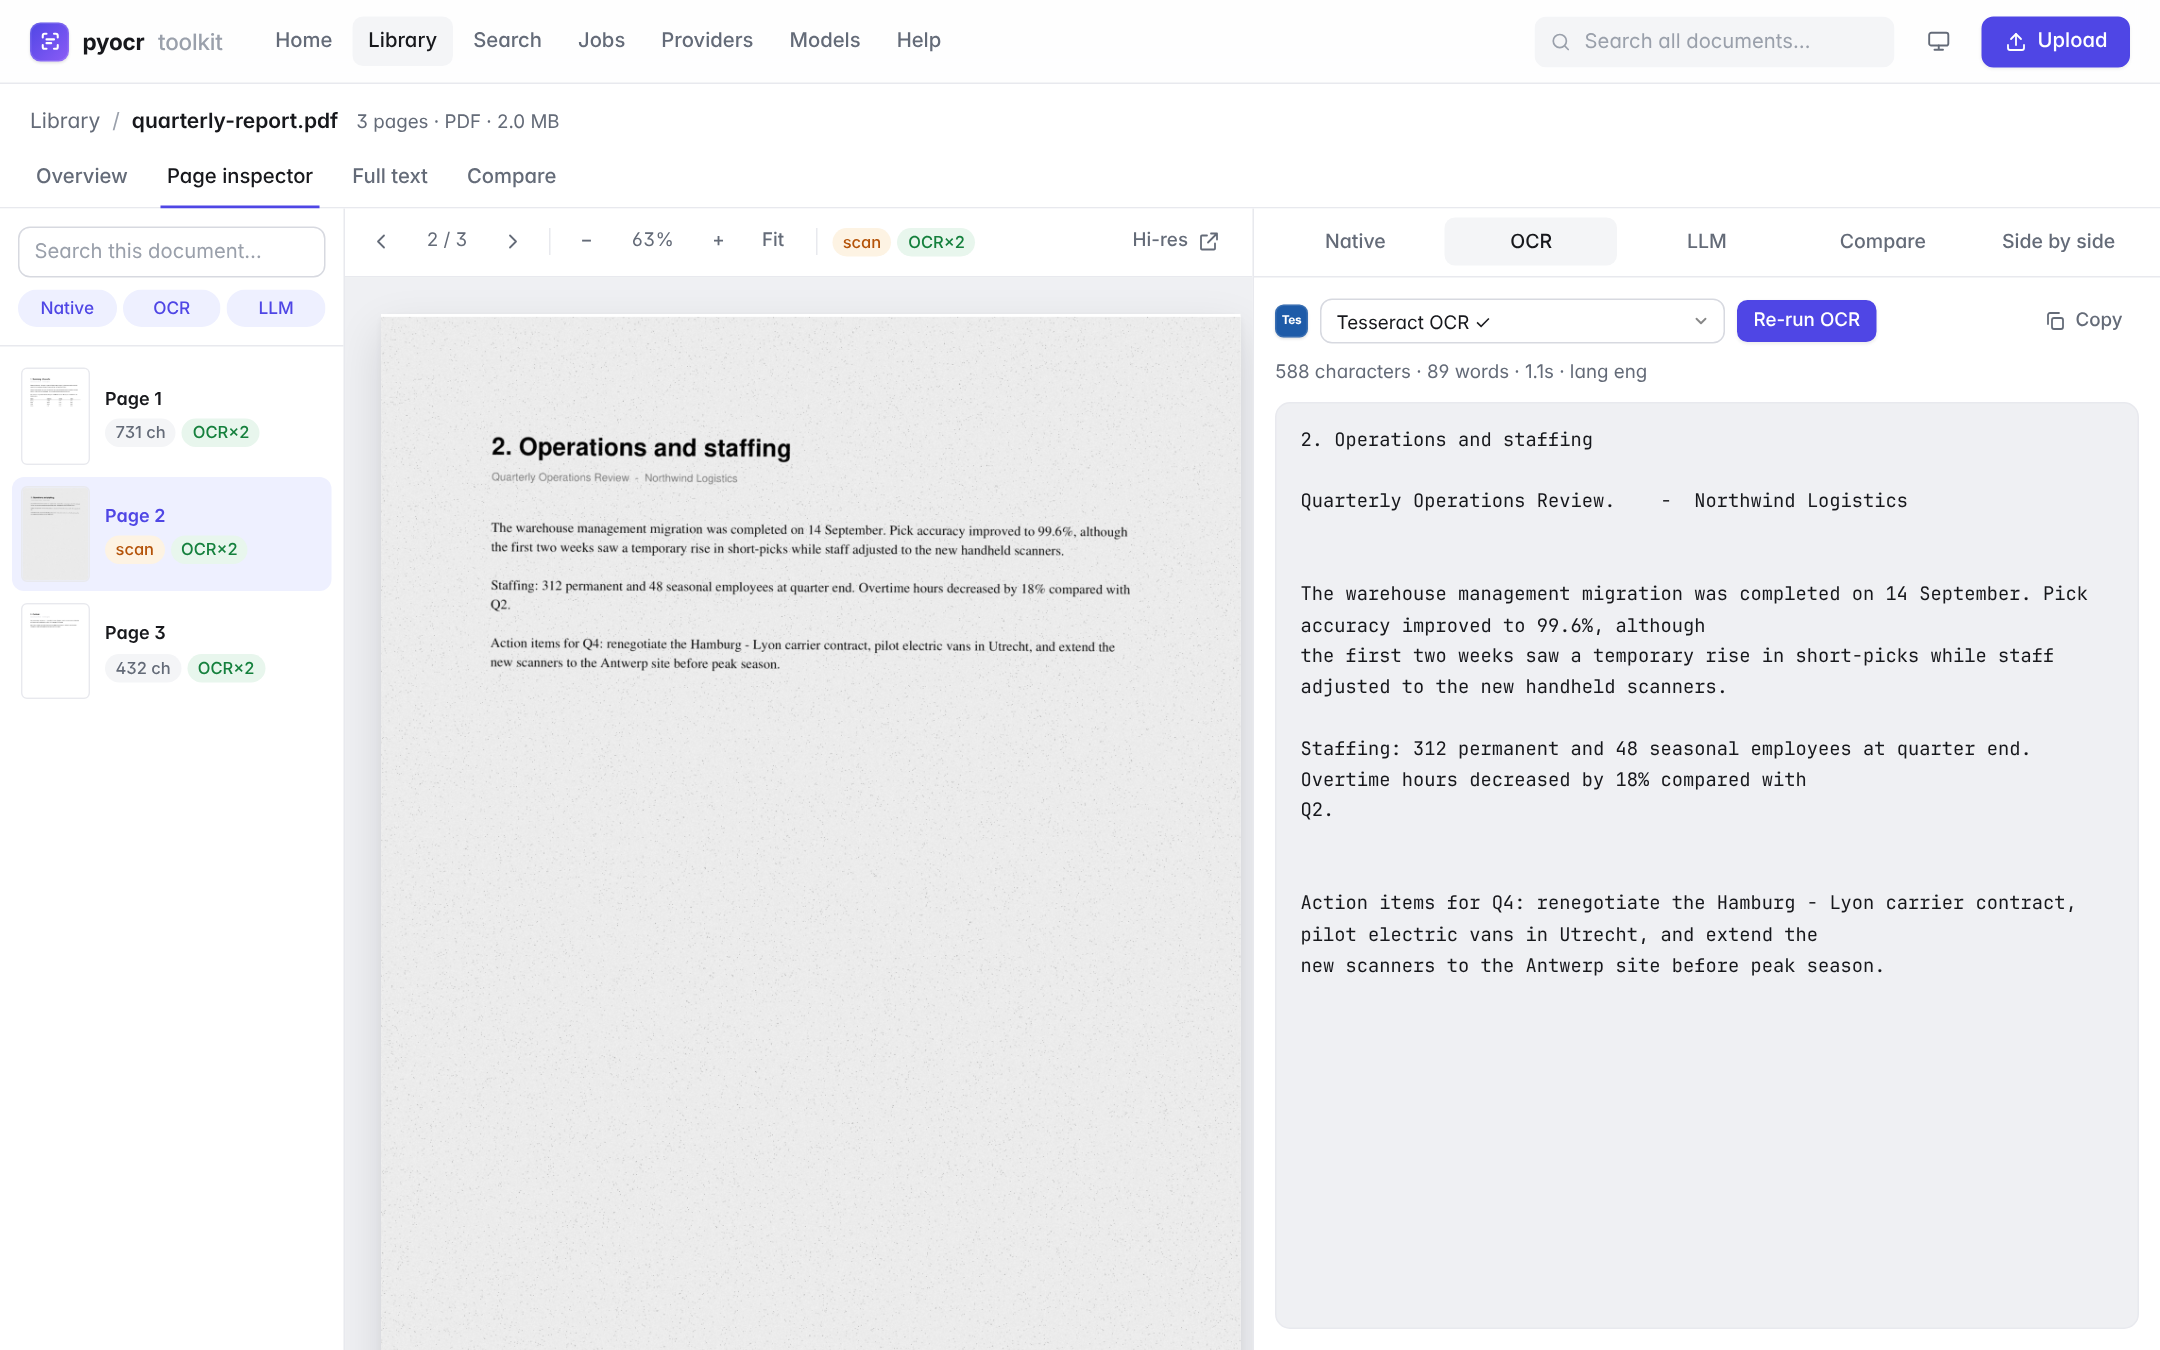 pyocr toolkit Home Library Search Jobs Providers Models Help Search all documents... Upload
Library / quarterly-report.pdf 3 pages · PDF · 2.0 MB
Overview Page inspector Full text Compare
Search this document...
Native OCR LLM
Page 1
731 ch OCR×2
Page 2
scan OCR×2
Page 3
432 ch OCR×2
2 / 3 − 63% + Fit scan OCR×2 Hi-res
2. Operations and staffing
Quarterly Operations Review - Northwind Logistics
The warehouse management migration was completed on 14 September. Pick accuracy improved to 99.6%, although
the first two weeks saw a temporary rise in short-picks while staff adjusted to the new handheld scanners.
Staffing: 312 permanent and 48 seasonal employees at quarter end. Overtime hours decreased by 18% compared with
Q2.
Action items for Q4: renegotiate the Hamburg - Lyon carrier contract, pilot electric vans in Utrecht, and extend the
new scanners to the Antwerp site before peak season.
Native OCR LLM Compare Side by side
Tes Tesseract OCR ✓ Re-run OCR Copy
588 characters · 89 words · 1.1s · lang eng
2. Operations and staffing
Quarterly Operations Review. - Northwind Logistics
The warehouse management migration was completed on 14 September. Pick
accuracy improved to 99.6%, although
the first two weeks saw a temporary rise in short-picks while staff
adjusted to the new handheld scanners.
Staffing: 312 permanent and 48 seasonal employees at quarter end.
Overtime hours decreased by 18% compared with
Q2.
Action items for Q4: renegotiate the Hamburg - Lyon carrier contract,
pilot electric vans in Utrecht, and extend the
new scanners to the Antwerp site before peak season.